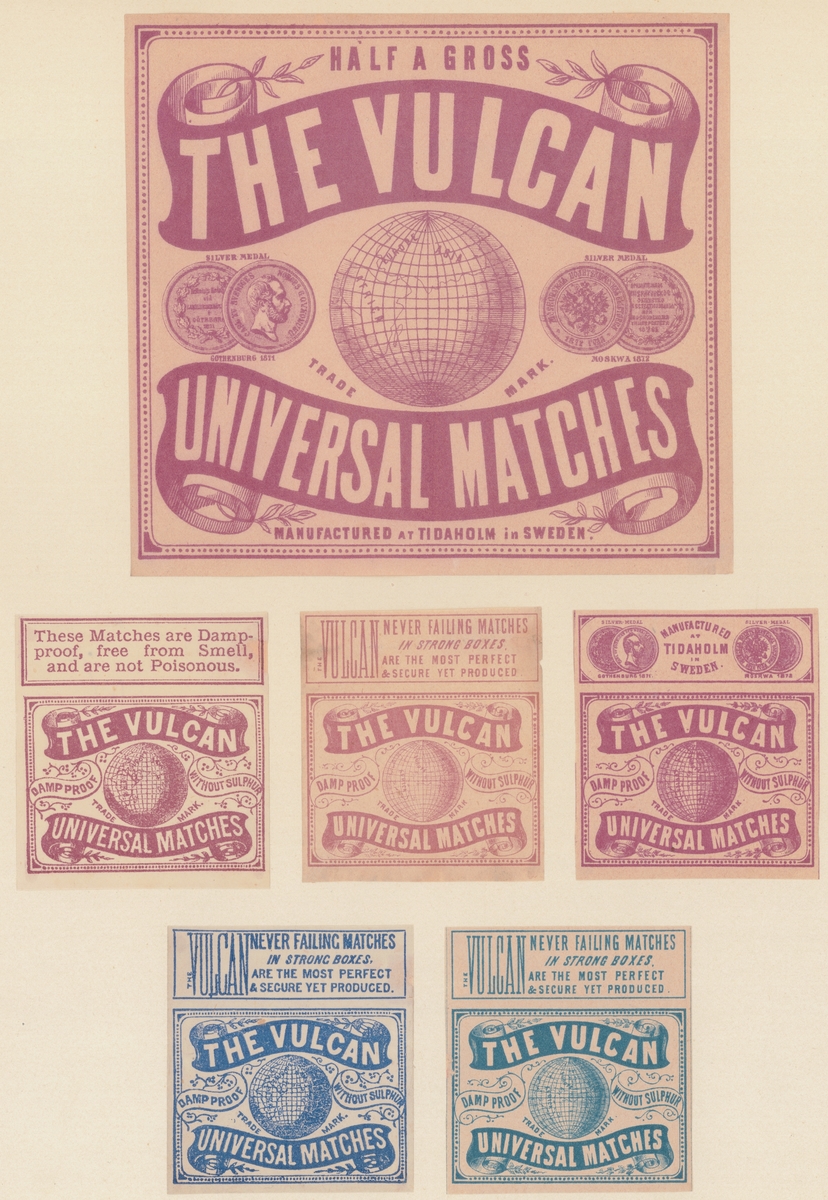 HALF A GROSS
THE VULCAN
EUROPE ASIA
SILVER MEDAL
SILVER MEDAL
GOTHENBURG 1871
MOSKWA 1872
TRADE MARK.
UNIVERSAL MATCHES
MANUFACTURED AT TIDAHOLM in SWEDEN.
These Matches are Damp-
proof, free from Smell,
and are not Poisonous.
THE VULCAN
DAMP PROOF
WITHOUT SULPHUR
TRADE MARK.
UNIVERSAL MATCHES
THE VULCAN NEVER FAILING MATCHES
IN STRONG BOXES,
ARE THE MOST PERFECT
& SECURE YET PRODUCED
THE VULCAN
DAMP PROOF
WITHOUT SULPHUR
TRADE MARK
UNIVERSAL MATCHES
SILVER MEDAL
SILVER MEDAL
MANUFACTURED
AT
TIDAHOLM
in
SWEDEN.
GOTHENBURG 1871.
MOSKWA 1872
THE VULCAN
DAMP PROOF
WITHOUT SULPHUR
TRADE MARK
UNIVERSAL MATCHES
THE VULCAN NEVER FAILING MATCHES
IN STRONG BOXES,
ARE THE MOST PERFECT
& SECURE YET PRODUCED.
THE VULCAN
DAMP PROOF
WITHOUT SULPHUR
TRADE MARK.
UNIVERSAL MATCHES
THE VULCAN NEVER FAILING MATCHES
IN STRONG BOXES,
ARE THE MOST PERFECT
& SECURE YET PRODUCED.
THE VULCAN
DAMP PROOF
WITHOUT SULPHUR
TRADE MARK
UNIVERSAL MATCHES